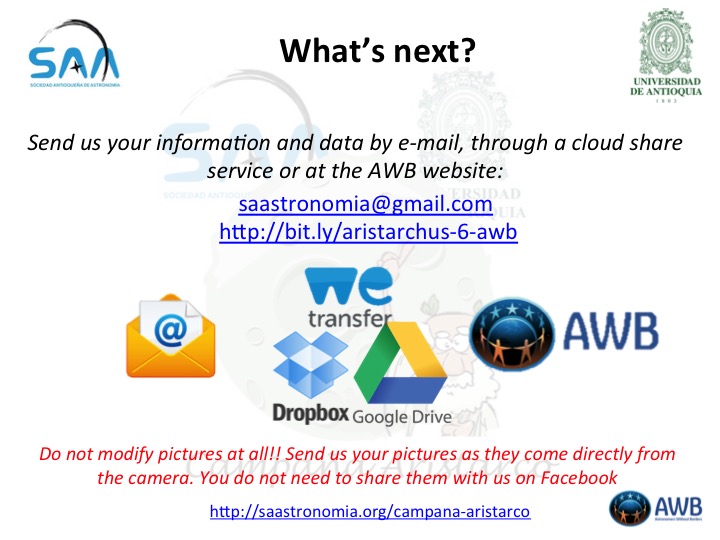 SAA
SOCIEDAD ANTIOQUEÑA DE ASTRONOMÍA
What's next?
UNIVERSIDAD
DE ANTIOQUIA
1803
Send us your information and data by e-mail, through a cloud share
service or at the AWB website:
saastronomia@gmail.com
http://bit.ly/aristarchus-6-awb
@
we
transfer
Dropbox
Google Drive
AWB
Do not modify pictures at all!! Send us your pictures as they come directly from
the camera. You do not need to share them with us on Facebook
Campaña Aristarco
http://saastronomia.org/campana-aristarco
AWB
Astronomers Without Borders